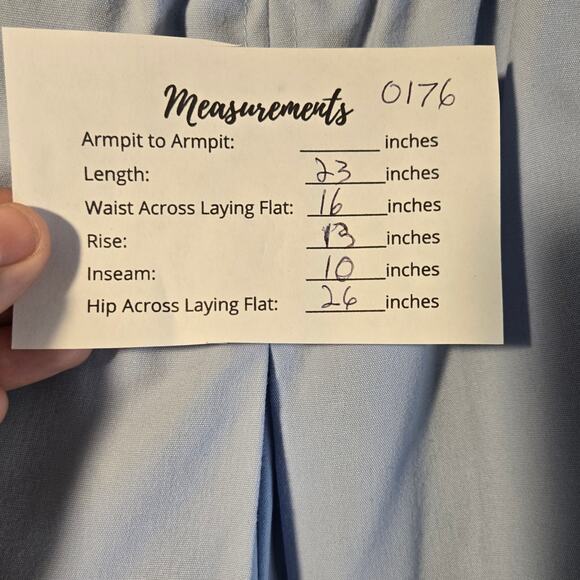 Measurements 0176
Armpit to Armpit: ________ inches
Length: 23 inches
Waist Across Laying Flat: 16 inches
Rise: 13 inches
Inseam: 10 inches
Hip Across Laying Flat: 26 inches